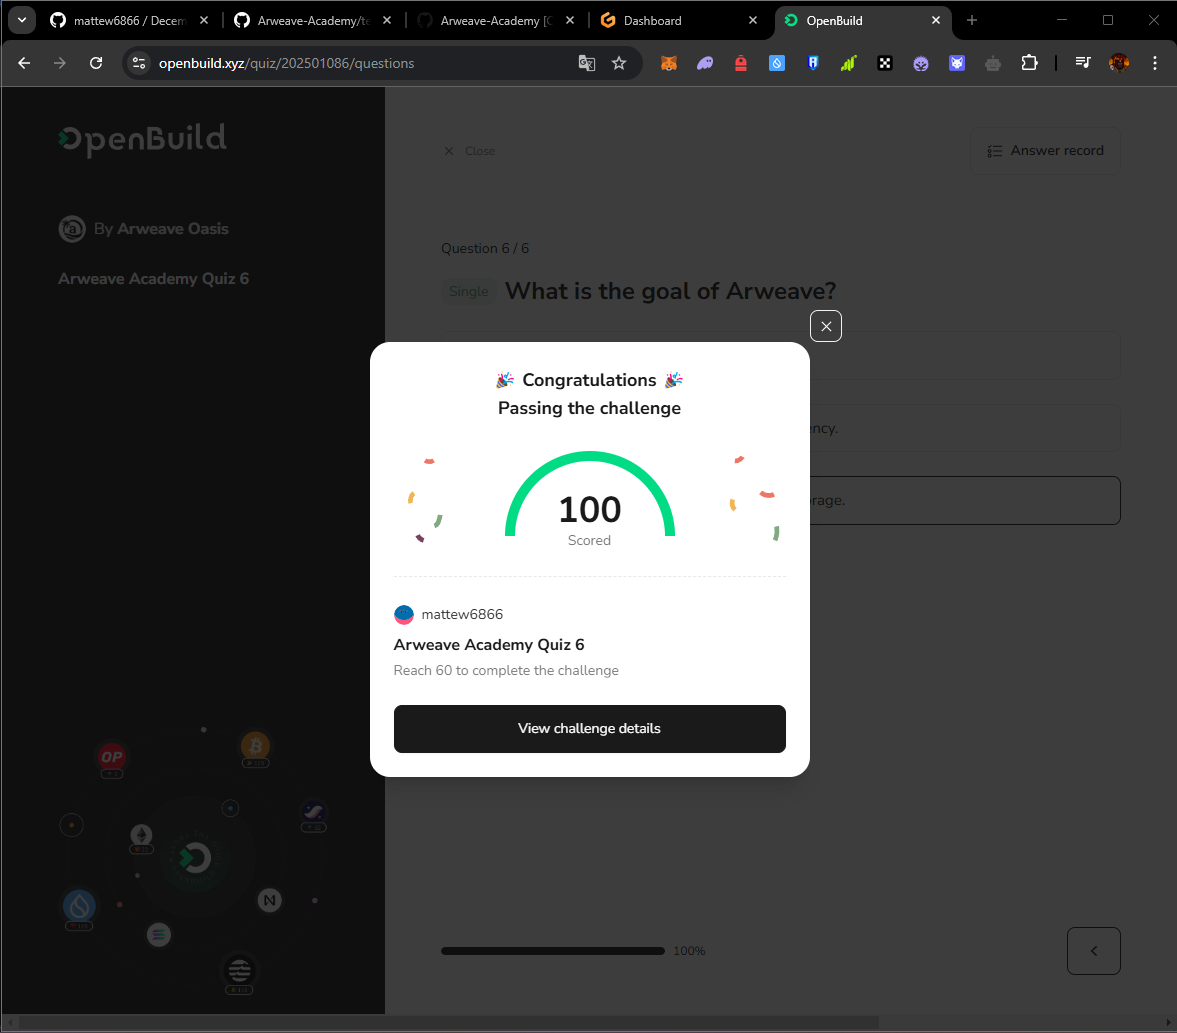 mattew6866 / Decem
Arweave-Academy/te
Arweave-Academy [C
Dashboard
OpenBuild
openbuild.xyz/quiz/202501086/questions
OpenBuild
Close
Answer record
By Arweave Oasis
Question 6 / 6
Arweave Academy Quiz 6
Single What is the goal of Arweave?
Congratulations
Passing the challenge
ency.
100
orage.
Scored
mattew6866
Arweave Academy Quiz 6
Reach 60 to complete the challenge
View challenge details
OP
100%